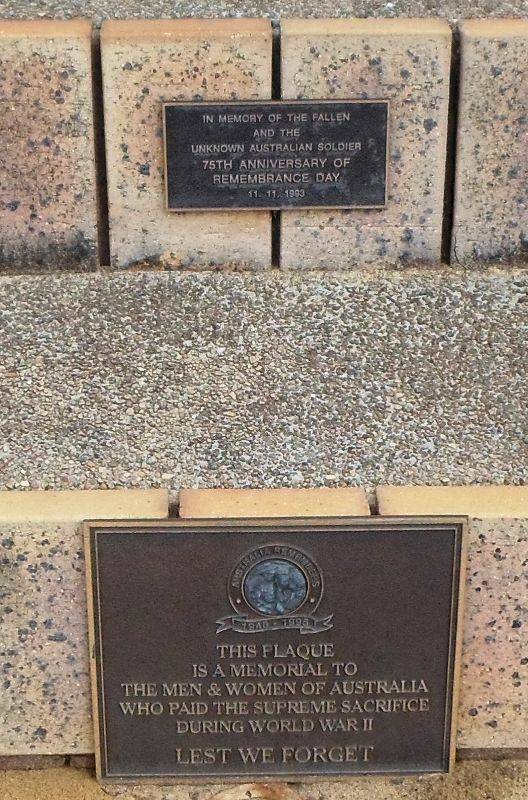 IN MEMORY OF THE FALLEN
AND THE
UNKNOWN AUSTRALIAN SOLDIER
75TH ANNIVERSARY OF
REMEMBRANCE DAY
11. 11. 1993
AUSTRALIA REMEMBERS
1945 - 1995
THIS PLAQUE
IS A MEMORIAL TO
THE MEN & WOMEN OF AUSTRALIA
WHO PAID THE SUPREME SACRIFICE
DURING WORLD WAR II
LEST WE FORGET